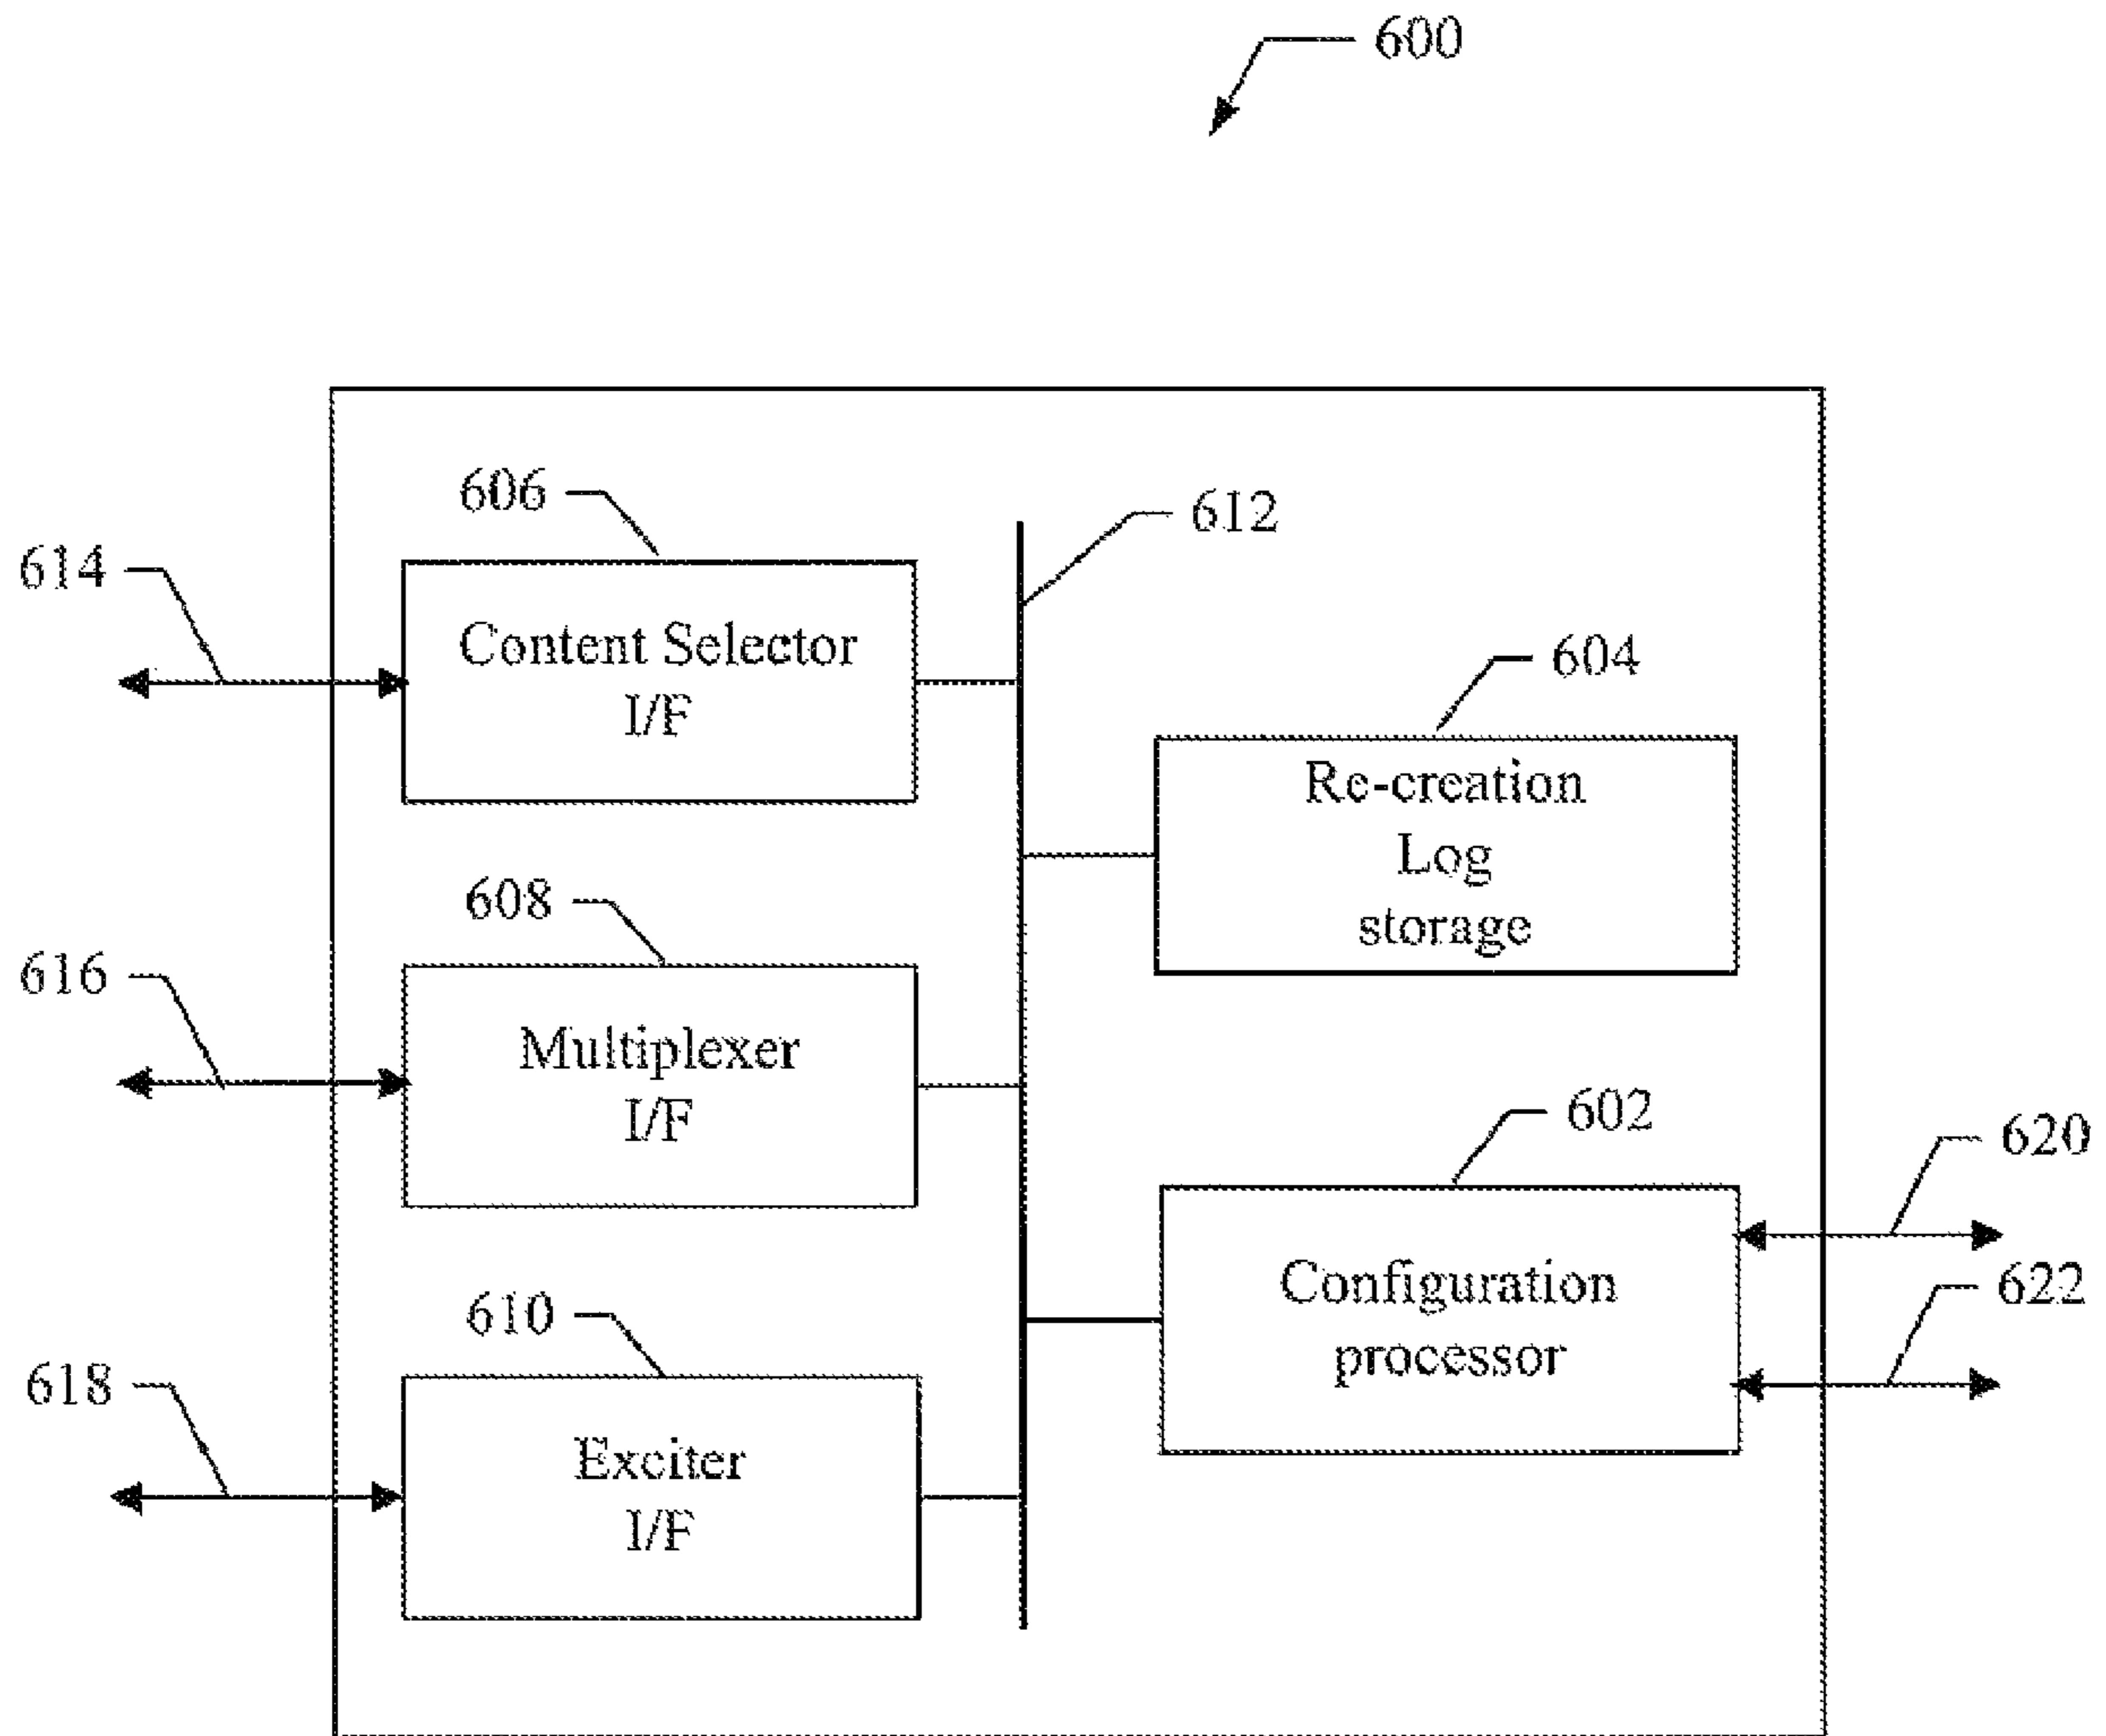 600
606
612
614
Content Selector
I/F
604
Re-creation
Log
storage
608
616
Multiplexer
I/F
602
620
Configuration
processor
622
610
618
Exciter
I/F